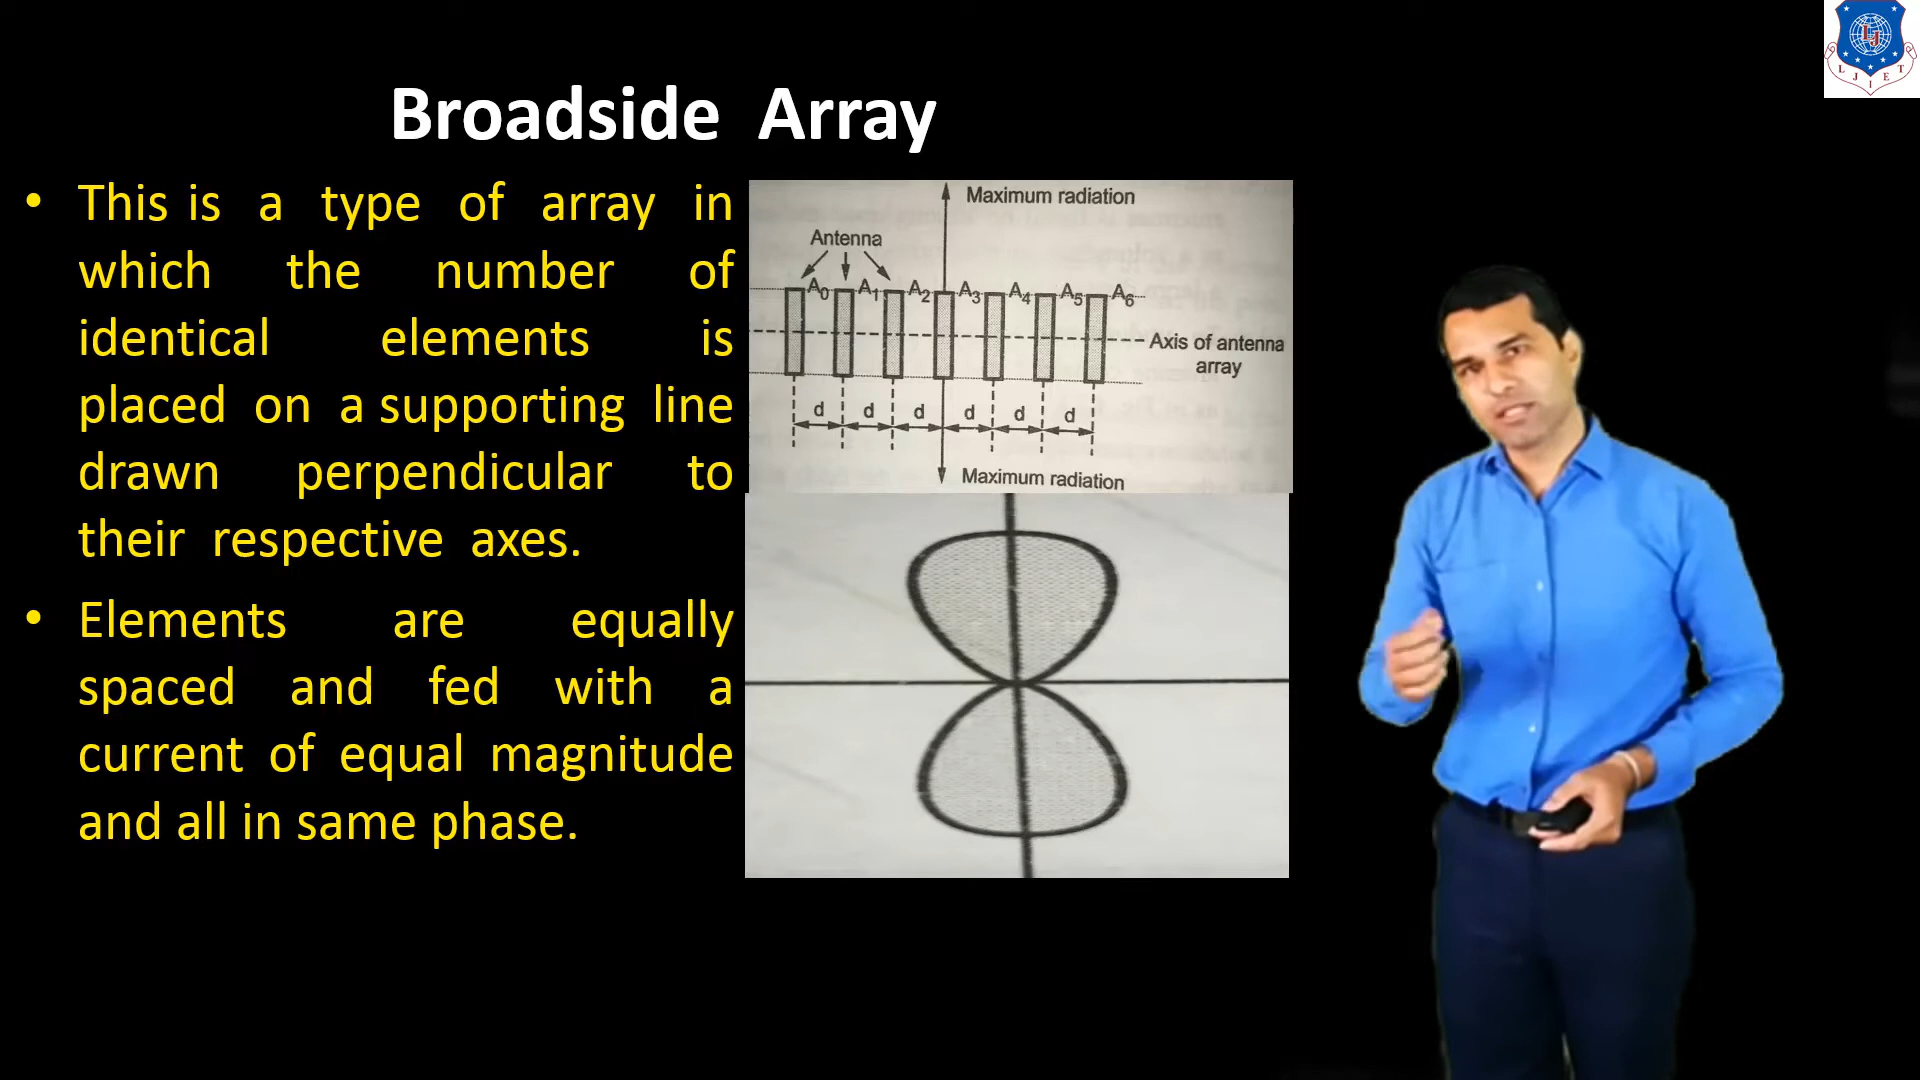 Broadside Array
• This is a type of array in
which the number of
identical elements is
placed on a supporting line
drawn perpendicular to
their respective axes.
• Elements are equally
spaced and fed with a
current of equal magnitude
and all in same phase.
Maximum radiation
Antenna
A0 A1 A2 A3 A4 A5 A6
Axis of antenna
array
d d d d d d
Maximum radiation
LJ
L J I E T